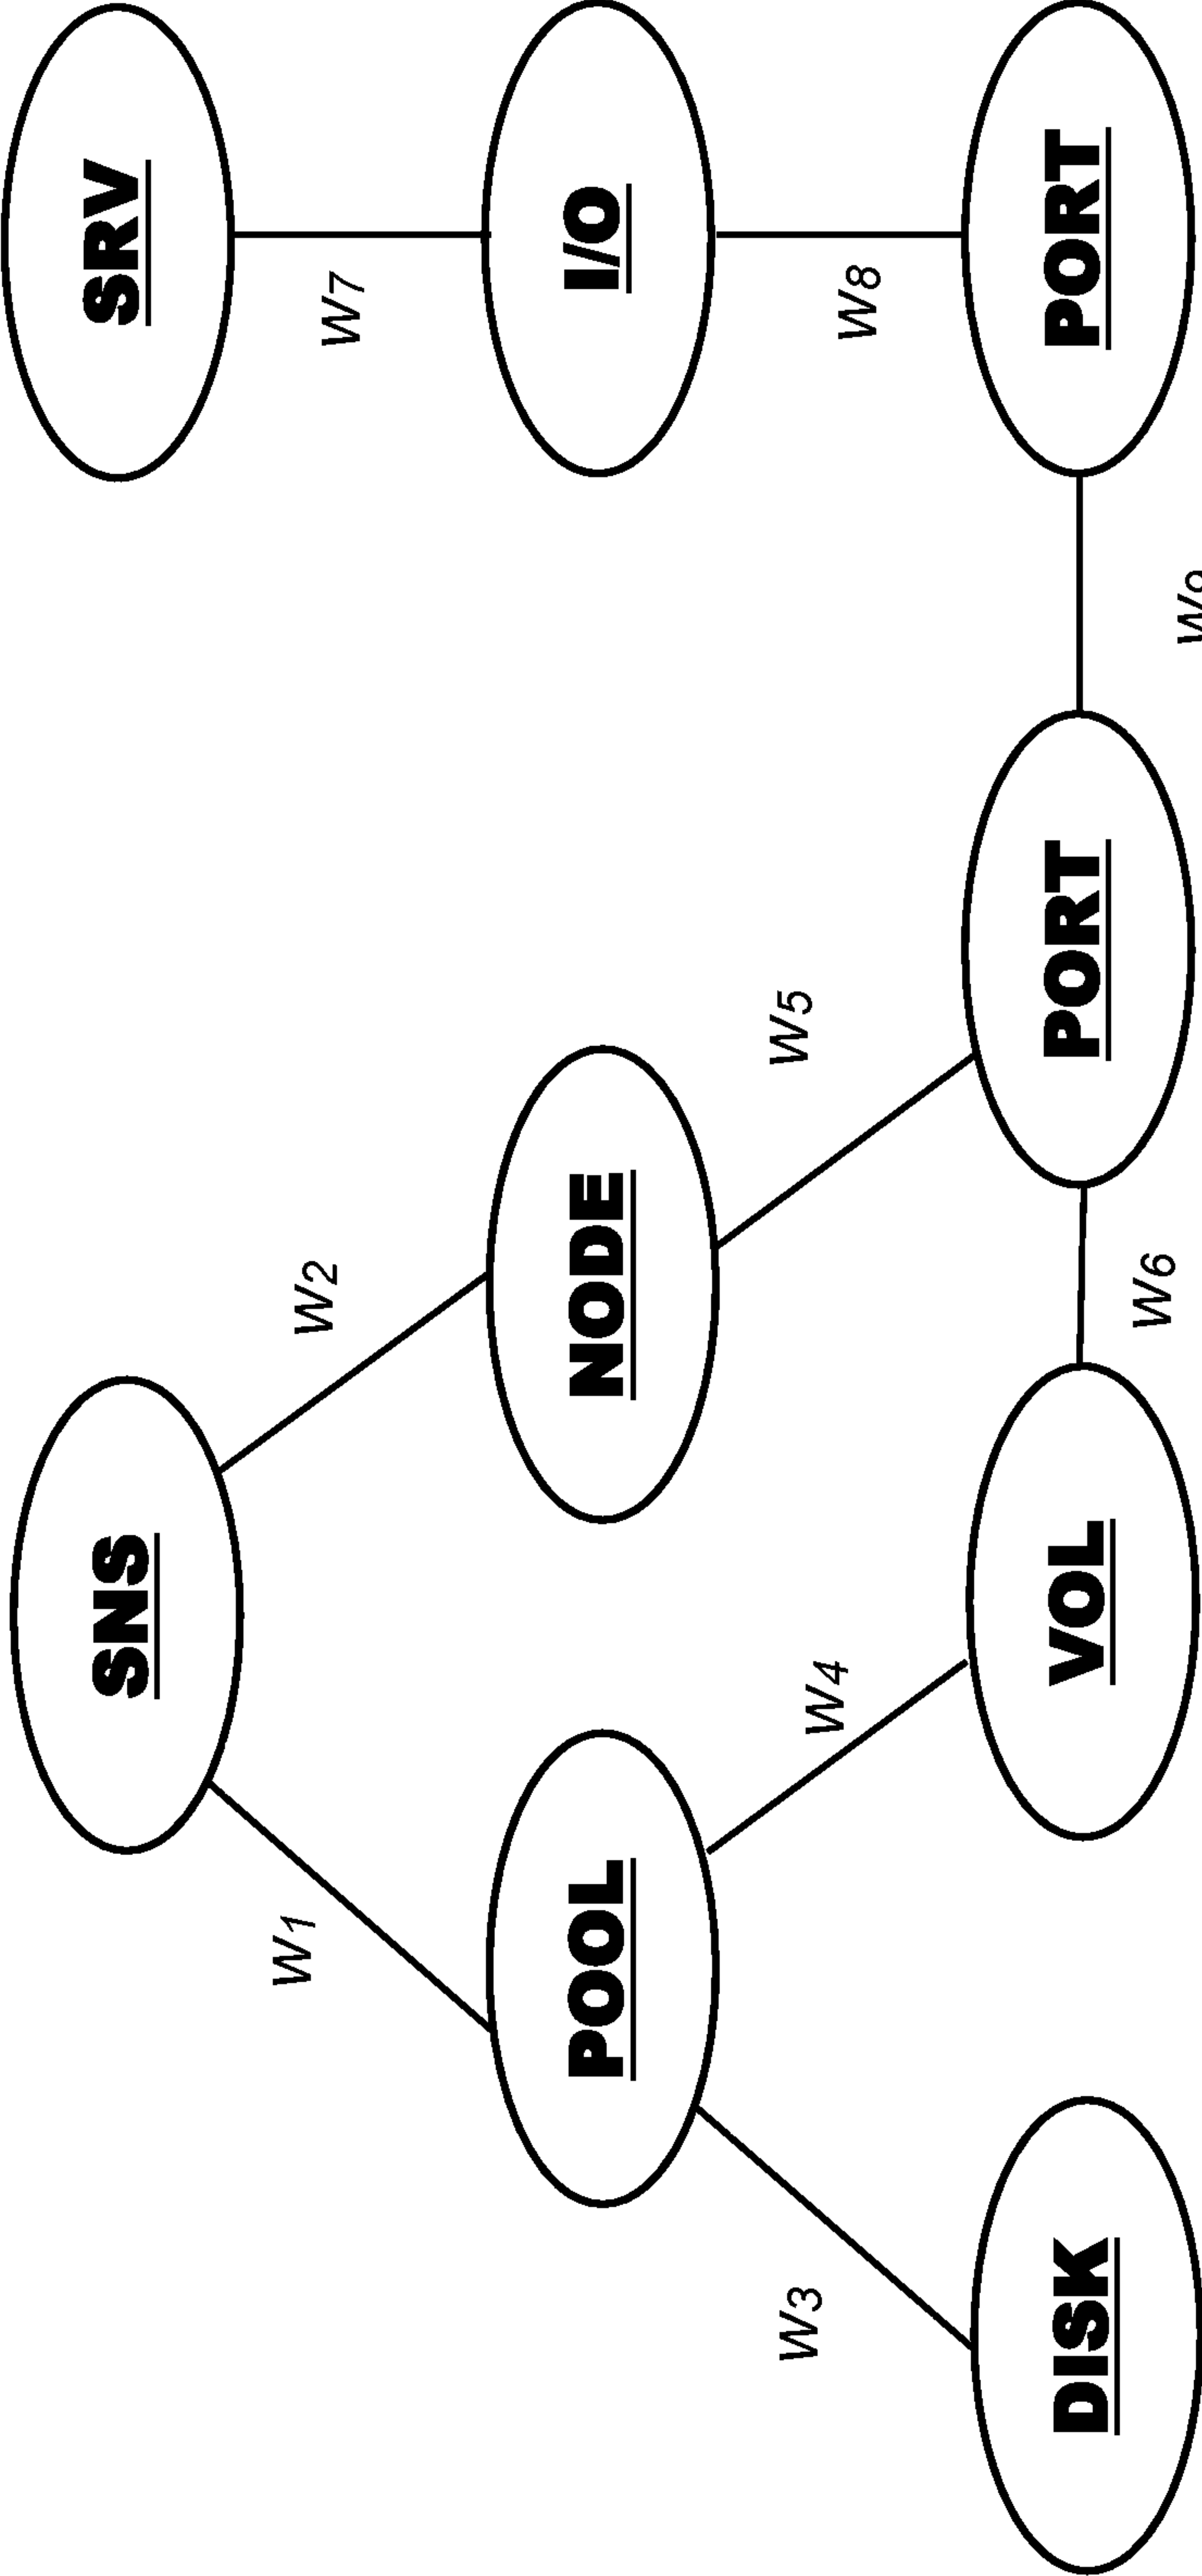 SNS
SRV
W1
W2
W7
POOL
NODE
I/O
W3
W4
W5
W8
DISK
VOL
PORT
PORT
W6